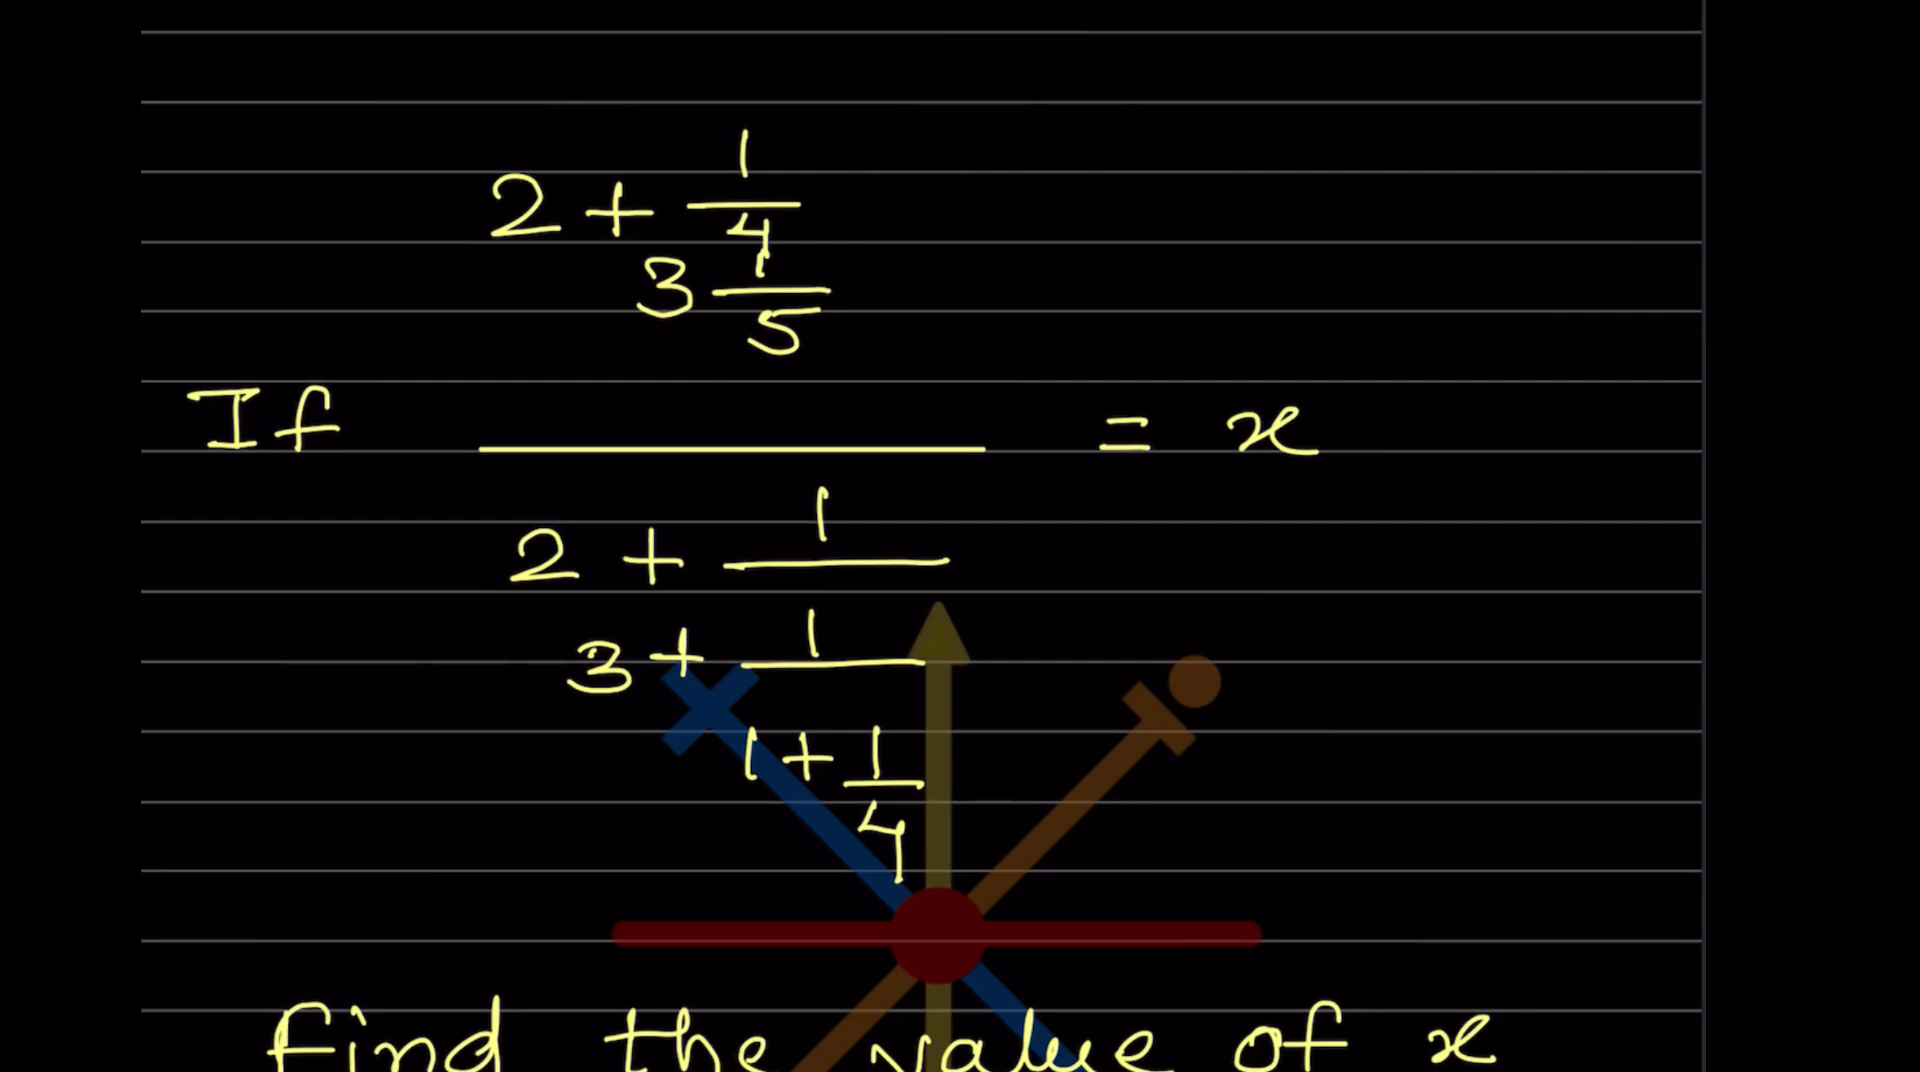 2 + 1
4
3 1
5
If = x
1
2 +
1
3 +
1 + 1
4
Find the value of x